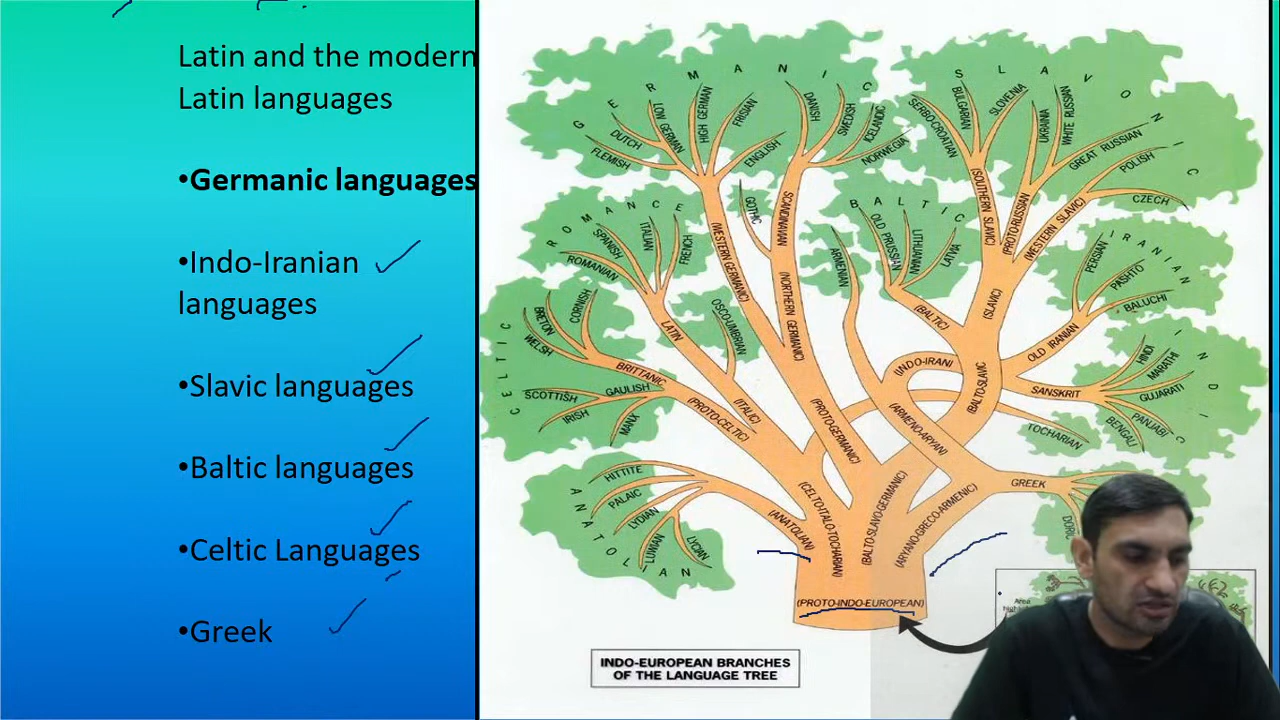 Latin and the modern
Latin languages
•Germanic languages
•Indo-Iranian
languages
•Slavic languages
•Baltic languages
•Celtic Languages
•Greek
GERMANIC
FLEMISH
DUTCH
LOW GERMAN
HIGH GERMAN
FRISIAN
ENGLISH
(WESTERN GERMANIC)
GOTHIC
DANISH
SWEDISH
ICELANDIC
NORWEGIA
SCANDINAVIAN
(NORTHERN GERMANIC)
(PROTO-GERMANIC)
SLAVONIC
SERBO-CROATIAN
BULGARIAN
SLOVENIA
UKRAINIA
WHITE RUSSIAN
GREAT RUSSIAN
POLISH
CZECH
(SOUTHERN SLAVIC)
(PROTO-RUSSIAN)
(WESTERN SLAVIC)
(SLAVIC)
ROMANCE
ROMANIAN
SPANISH
ITALIAN
FRENCH
LATIN
OSCO-UMBRIAN
(ITALIC)
BALTIC
ARMENIAN
OLD PRUSSIAN
LITHUANIAN
LATVIA
(BALTIC)
IRANIAN
PERSIAN
PASHTO
BALUCHI
OLD IRANIAN
(INDO-IRANI
(BALTO-SLAVIC)
CELTIC
CORNISH
BRETON
WELSH
BRITTANIC
SCOTTISH
GAULISH
IRISH
MANX
(PROTO-CELTIC)
INDIC
HINDI
MARATHI
GUJARATI
PANJABI
BENGALI
SANSKRIT
TOCHARIAN
(ARMENO-ARYAN)
GREEK
DORIC
ANATOLIAN
HITTITE
PALAIC
LYDIAN
LUWIAN
LYCIAN
(ANATOLIAN)
(CELTO-ITALO-TOCHARIAN)
(BALTO-SLAVO-GERMANIC)
(ARYANO-GRECO-ARMENIC)
(PROTO-INDO-EUROPEAN)
Area
INDO-EUROPEAN BRANCHES
OF THE LANGUAGE TREE